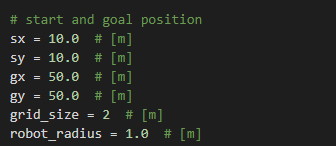 # start and goal position
sx = 10.0  # [m]
sy = 10.0  # [m]
gx = 50.0  # [m]
gy = 50.0  # [m]
grid_size = 2  # [m]
robot_radius = 1.0  # [m]